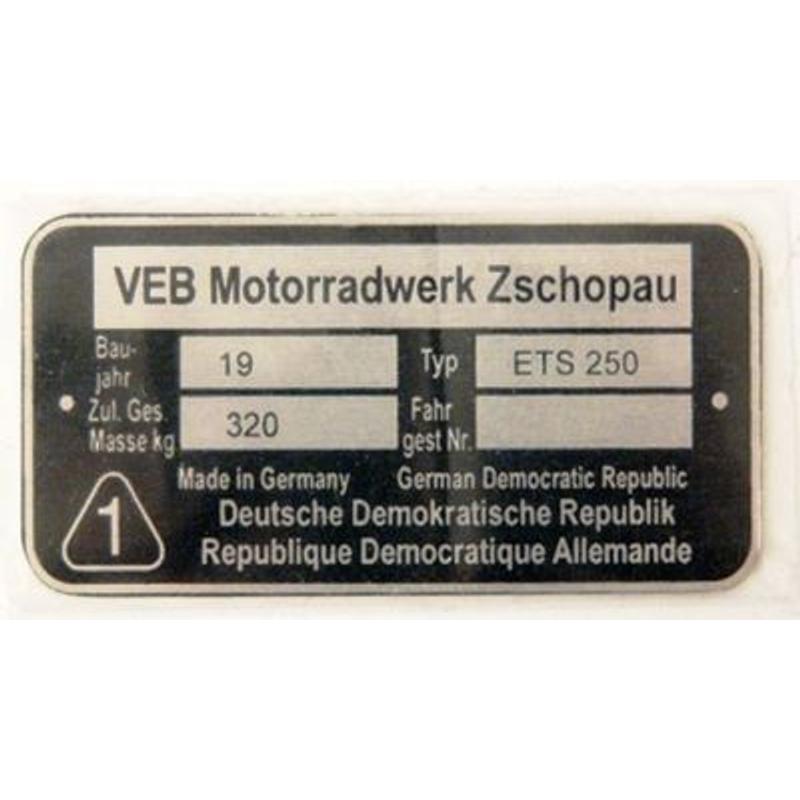 VEB Motorradwerk Zschopau
Bau-
jahr
19
Typ
ETS 250
Zul. Ges.
Masse kg
320
Fahr
gest Nr.
Made in Germany
German Democratic Republic
1
Deutsche Demokratische Republik
Republique Democratique Allemande